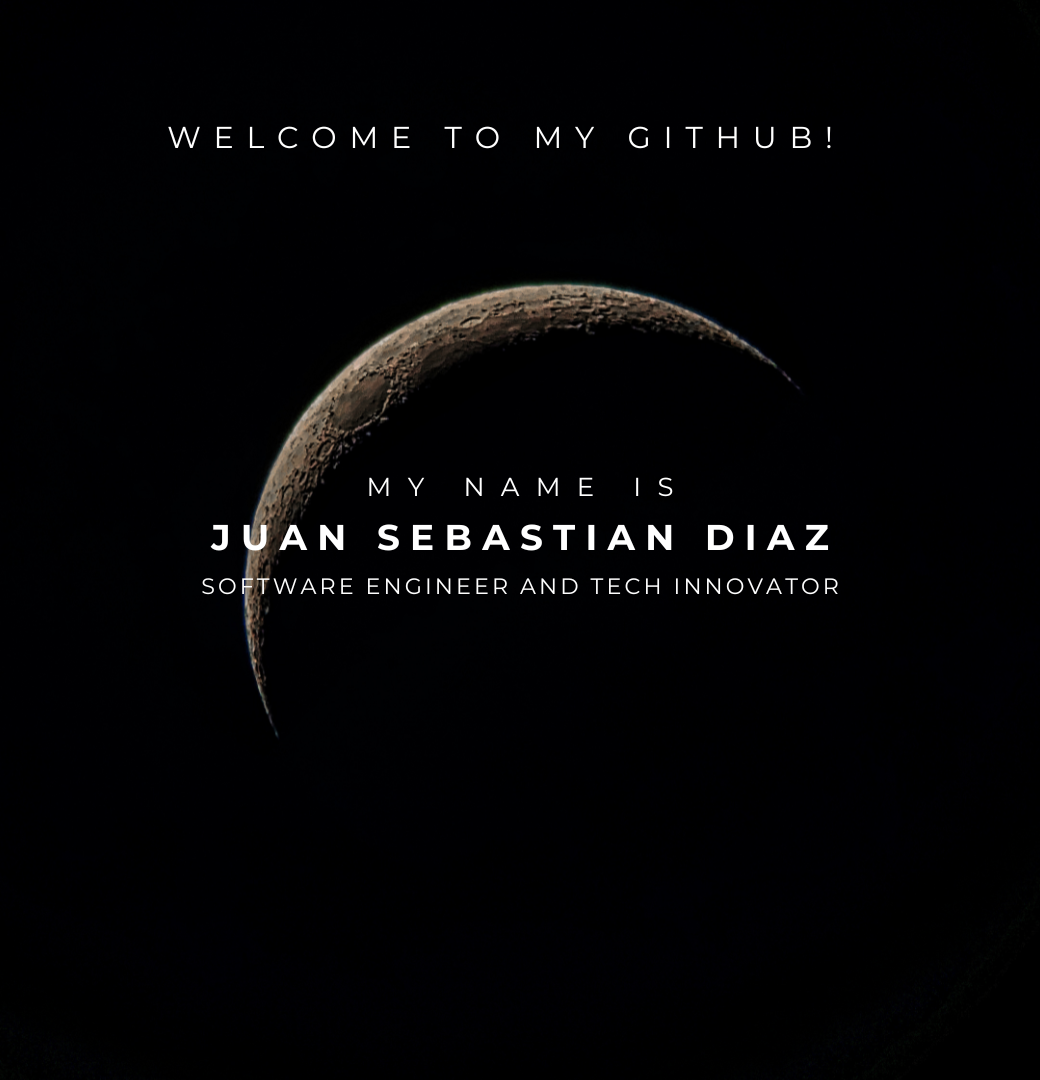 WELCOME TO MY GITHUB!
MY NAME IS
JUAN SEBASTIAN DIAZ
SOFTWARE ENGINEER AND TECH INNOVATOR